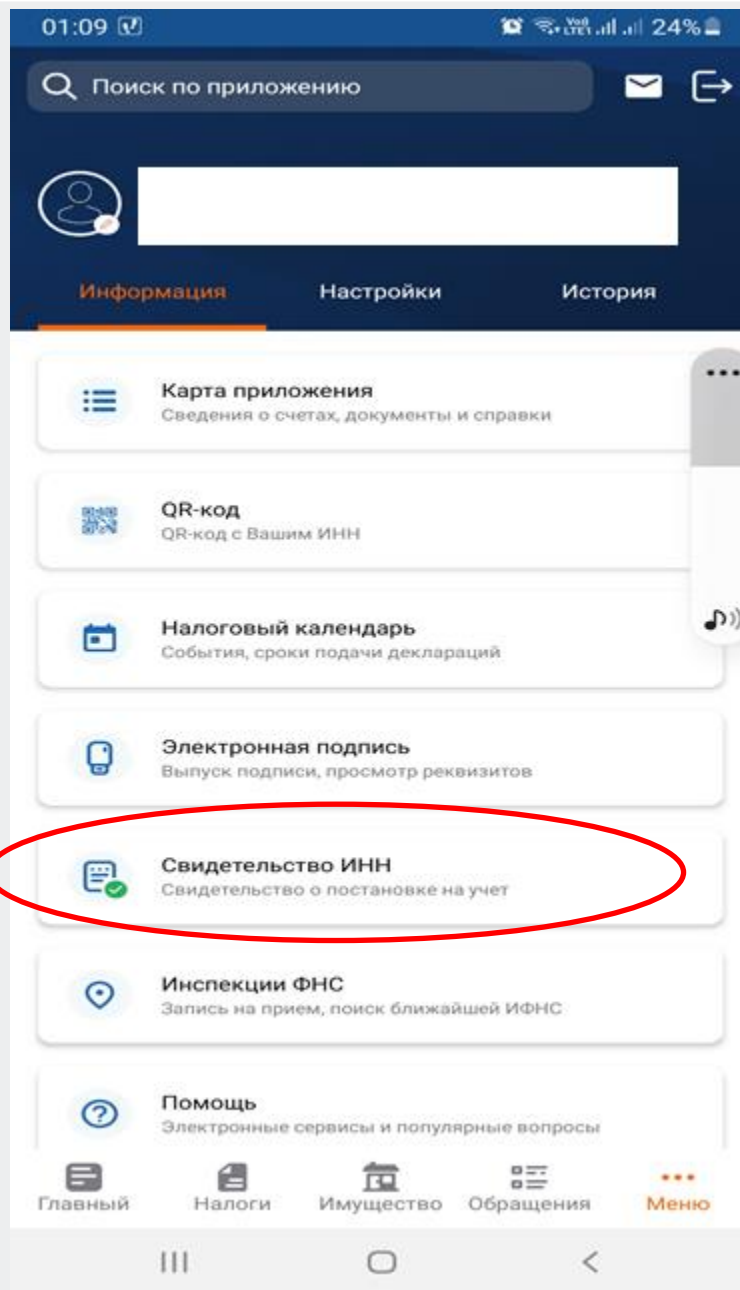 01:09 24%
Поиск по приложению
Информация Настройки История
Карта приложения
Сведения о счетах, документы и справки
QR-код
QR-код с Вашим ИНН
Налоговый календарь
События, сроки подачи деклараций
Электронная подпись
Выпуск подписи, просмотр реквизитов
Свидетельство ИНН
Свидетельство о постановке на учет
Инспекции ФНС
Запись на прием, поиск ближайшей ИФНС
Помощь
Электронные сервисы и популярные вопросы
Главный Налоги Имущество Обращения Меню